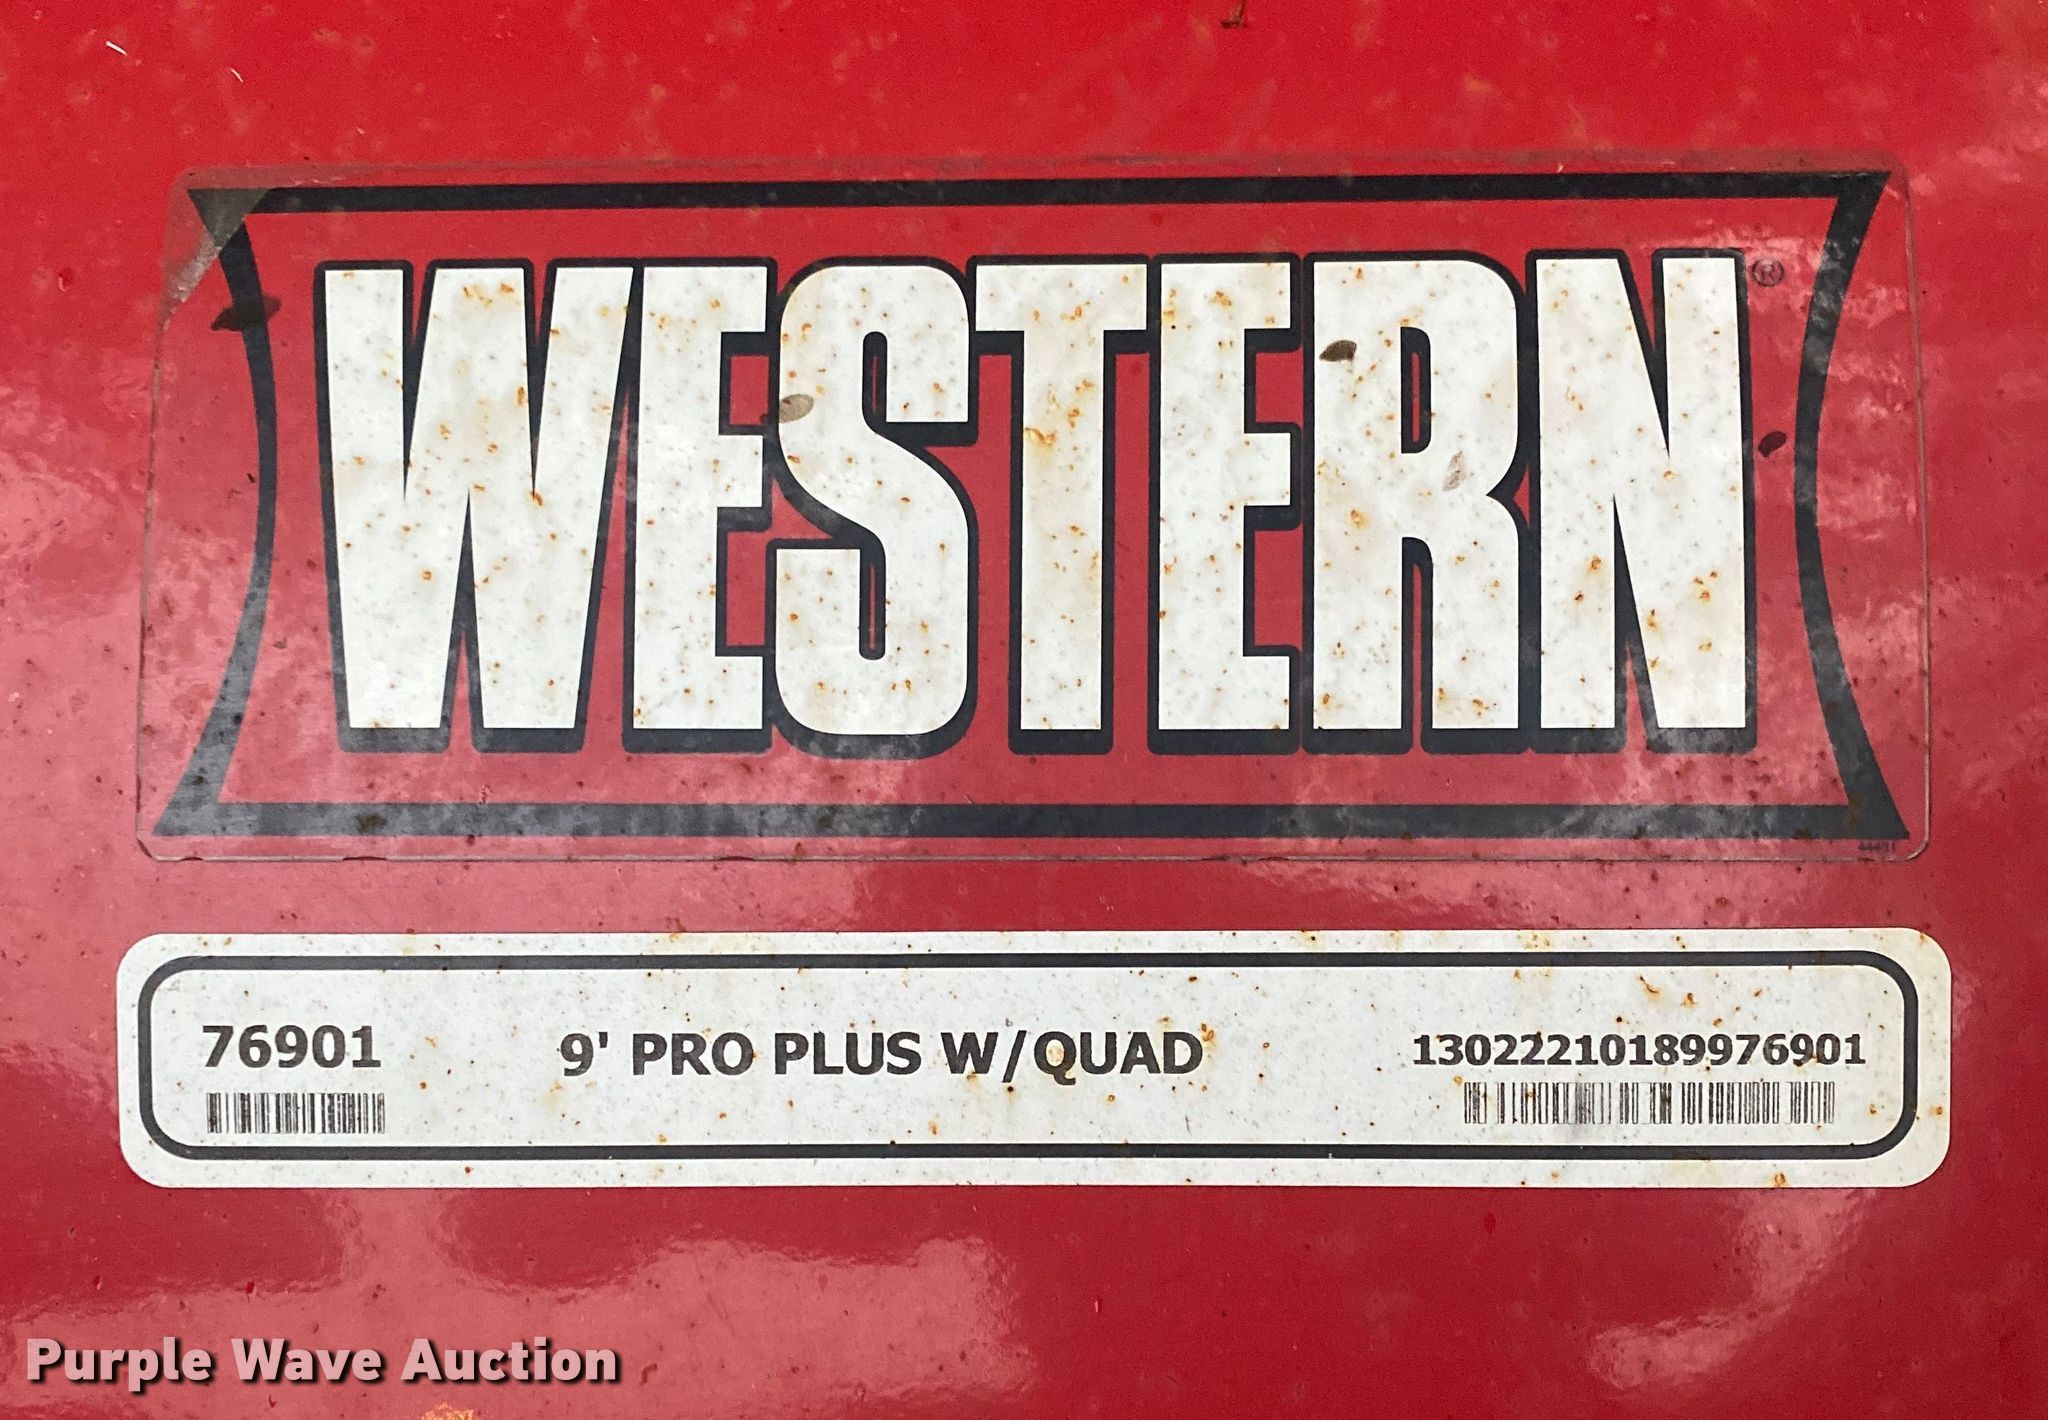 WESTERN®
76901 9' PRO PLUS W/QUAD 13022210189976901
Purple Wave Auction